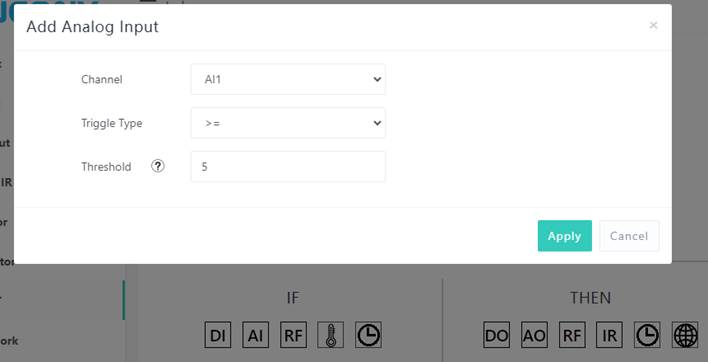 Add Analog Input
×
Channel
AI1
Triggle Type
>=
Threshold ? 5
Apply Cancel
IF
THEN
DI AI RF
DO AO RF IR